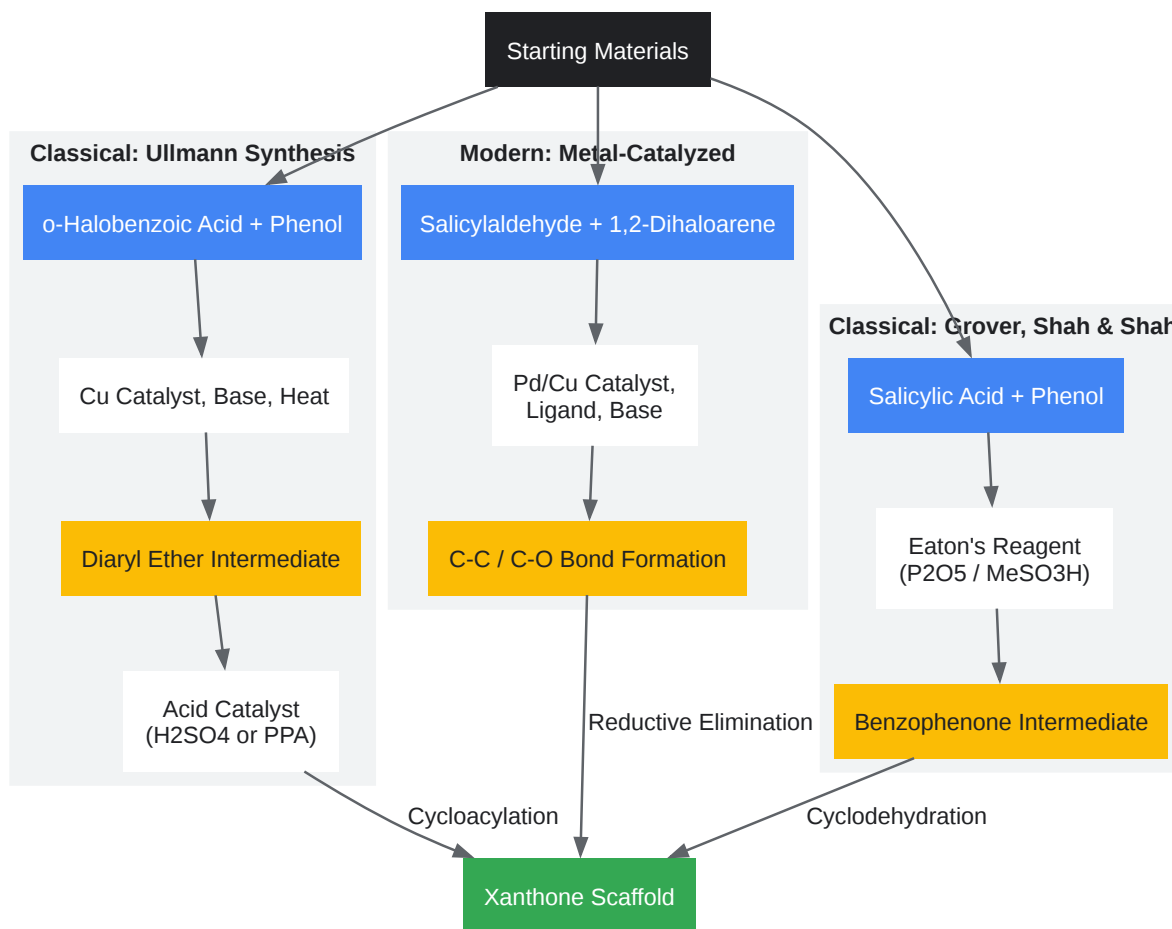 Starting Materials
Classical: Ullmann Synthesis
o-Halobenzoic Acid + Phenol
Cu Catalyst, Base, Heat
Diaryl Ether Intermediate
Acid Catalyst
(H2SO4 or PPA)
Modern: Metal-Catalyzed
Salicylaldehyde + 1,2-Dihaloarene
Pd/Cu Catalyst,
Ligand, Base
C-C / C-O Bond Formation
Classical: Grover, Shah & Shah
Salicylic Acid + Phenol
Eaton's Reagent
(P2O5 / MeSO3H)
Benzophenone Intermediate
Cycloacylation
Reductive Elimination
Cyclodehydration
Xanthone Scaffold